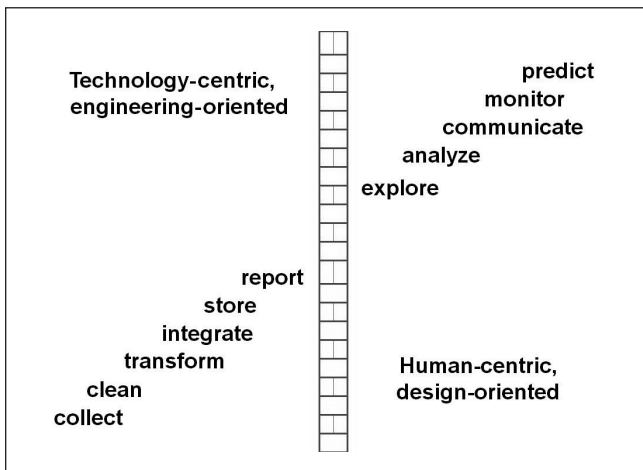 Technology-centric,
engineering-oriented
predict
monitor
communicate
analyze
explore
report
store
integrate
transform
clean
collect
Human-centric,
design-oriented